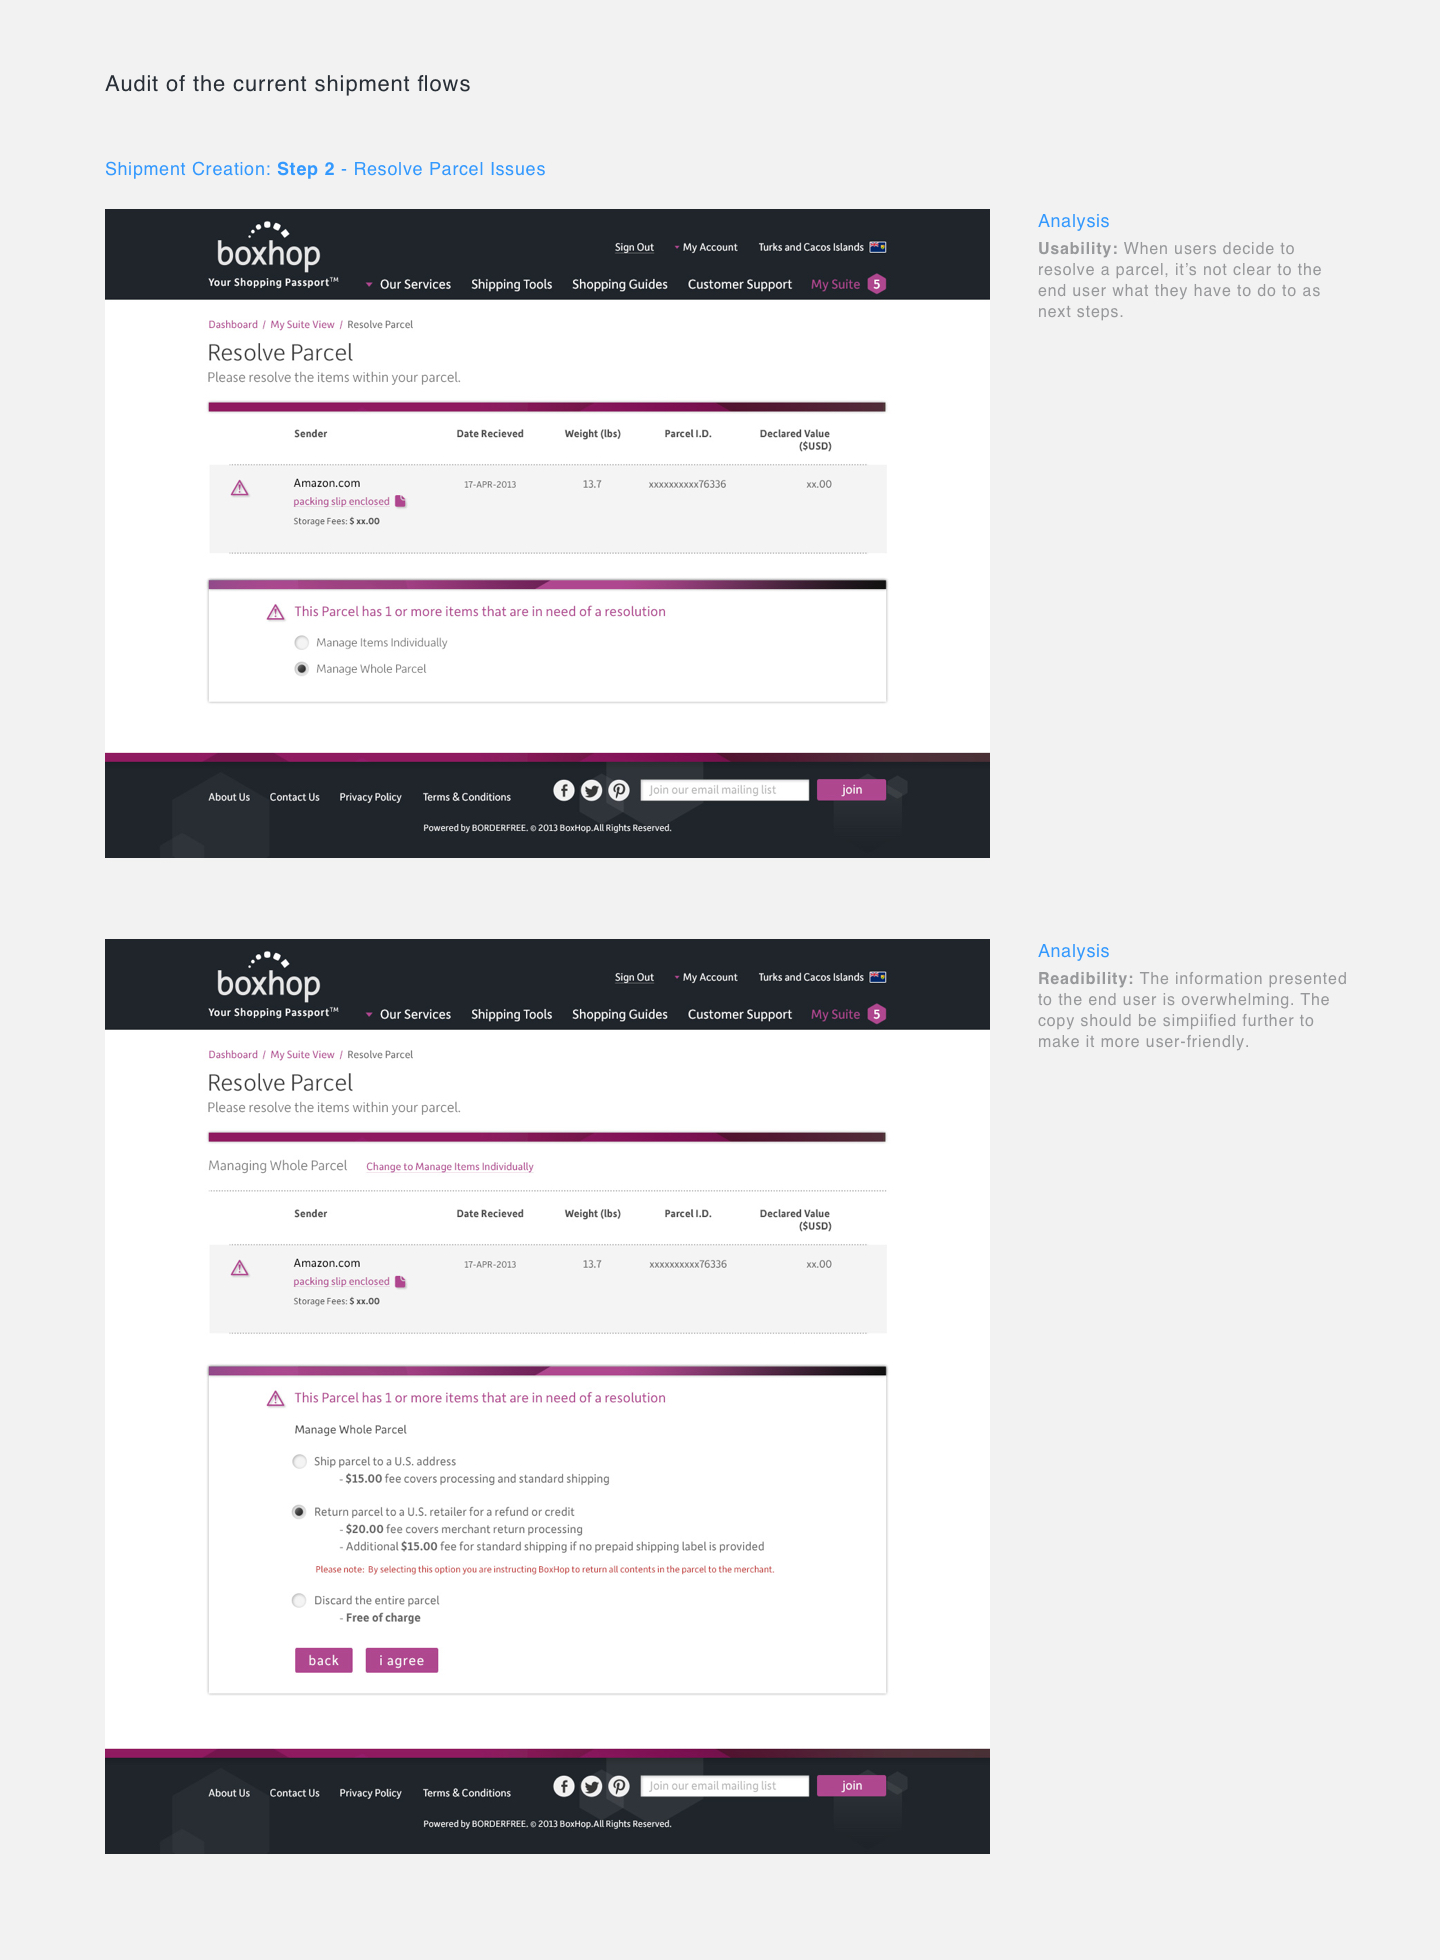 Audit of the current shipment flows
Shipment Creation: Step 2 - Resolve Parcel Issues
boxhop
Your Shopping Passport™
Sign Out
My Account
Turks and Cacos Islands
Our Services
Shipping Tools
Shopping Guides
Customer Support
My Suite
5
Dashboard / My Suite View / Resolve Parcel
Resolve Parcel
Please resolve the items within your parcel.
Sender
Date Recieved
Weight (lbs)
Parcel I.D.
Declared Value
($USD)
Amazon.com
17-APR-2013
13.7
xxxxxxxxxx76336
xx.00
packing slip enclosed
Storage Fees: $ xx.00
This Parcel has 1 or more items that are in need of a resolution
Manage Items Individually
Manage Whole Parcel
About Us
Contact Us
Privacy Policy
Terms & Conditions
Join our email mailing list
join
Powered by BORDERFREE. © 2013 BoxHop.All Rights Reserved.
Analysis
Usability: When users decide to
resolve a parcel, it's not clear to the
end user what they have to do to as
next steps.
boxhop
Your Shopping Passport™
Sign Out
My Account
Turks and Cacos Islands
Our Services
Shipping Tools
Shopping Guides
Customer Support
My Suite
5
Dashboard / My Suite View / Resolve Parcel
Resolve Parcel
Please resolve the items within your parcel.
Managing Whole Parcel
Change to Manage Items Individually
Sender
Date Recieved
Weight (lbs)
Parcel I.D.
Declared Value
($USD)
Amazon.com
17-APR-2013
13.7
xxxxxxxxxx76336
xx.00
packing slip enclosed
Storage Fees: $ xx.00
This Parcel has 1 or more items that are in need of a resolution
Manage Whole Parcel
Ship parcel to a U.S. address
- $15.00 fee covers processing and standard shipping
Return parcel to a U.S. retailer for a refund or credit
- $20.00 fee covers merchant return processing
- Additional $15.00 fee for standard shipping if no prepaid shipping label is provided
Please note: By selecting this option you are instructing BoxHop to return all contents in the parcel to the merchant.
Discard the entire parcel
- Free of charge
back
i agree
About Us
Contact Us
Privacy Policy
Terms & Conditions
Join our email mailing list
join
Powered by BORDERFREE. © 2013 BoxHop.All Rights Reserved.
Analysis
Readibility: The information presented
to the end user is overwhelming. The
copy should be simpiified further to
make it more user-friendly.